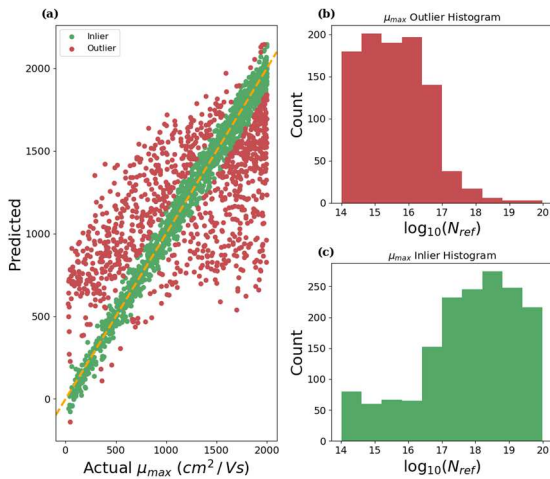 (a)
Inlier
Outlier
2000
1500
1000
500
0
Predicted
0 500 1000 1500 2000
Actual μmax (cm²/Vs)
(b)
μmax Outlier Histogram
200
150
100
50
0
Count
14 15 16 17 18 19 20
log10(Nref)
(c)
μmax Inlier Histogram
250
200
150
100
50
0
Count
14 15 16 17 18 19 20
log10(Nref)